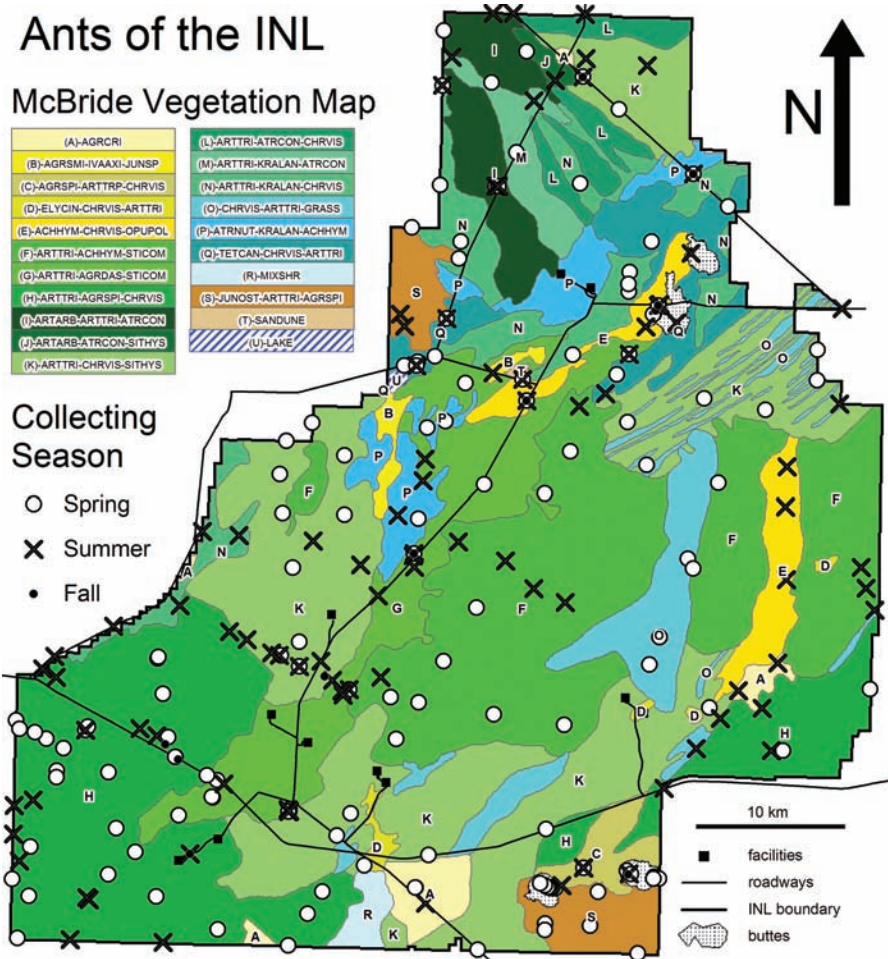 Ants of the INL
McBride Vegetation Map
(A)-AGRCRI
(B)-AGRSMI-IVAAXI-JUNSP
(C)-AGRSPI-ARTTRP-CHRVIS
(D)-ELYCIN-CHRVIS-ARTTRI
(E)-ACHHYM-CHRVIS-OPUPOL
(F)-ARTTRI-ACHHYM-STICOM
(G)-ARTTRI-AGRDAS-STICOM
(H)-ARTTRI-AGRSPI-CHRVIS
(I)-ARTARB-ARTTRI-ATRCON
(J)-ARTARB-ATRCON-SITHYS
(K)-ARTTRI-CHRVIS-SITHYS
(L)-ARTTRI-ATRCON-CHRVIS
(M)-ARTTRI-KRALAN-ATRCON
(N)-ARTTRI-KRALAN-CHRVIS
(O)-CHRVIS-ARTTRI-GRASS
(P)-ATRNUT-KRALAN-ACHHYM
(Q)-TETCAN-CHRVIS-ARTTRI
(R)-MIXSHR
(S)-JUNOST-ARTTRI-AGRSPI
(T)-SANDUNE
(U)-LAKE
Collecting
Season
Spring
Summer
Fall
N
L
I
J
A
K
L
M
N
L
I
P
N
N
N
S
P
P
Q
N
N
Q
E
B
T
U
Q
B
P
K
O
O
P
P
F
N
A
K
G
F
F
F
E
D
O
O
A
D
D
H
H
K
K
D
H
C
A
R
K
S
A
10 km
facilities
roadways
INL boundary
buttes